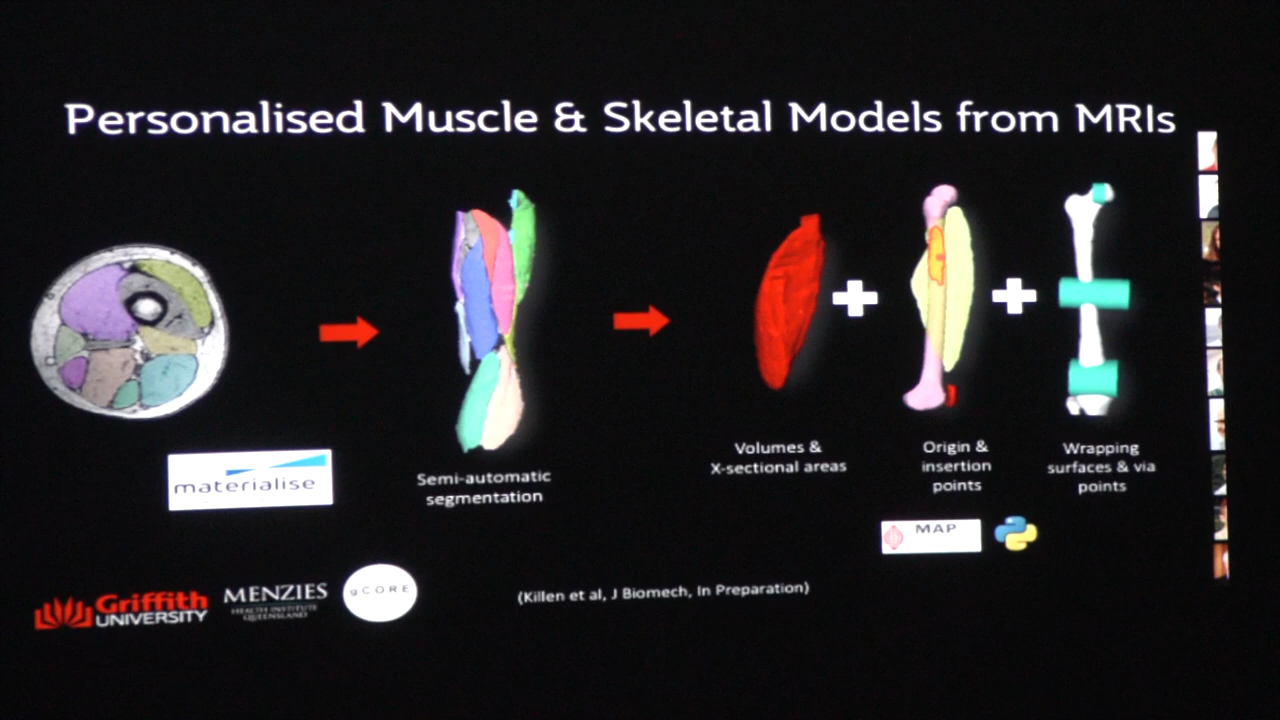 Personalised Muscle & Skeletal Models from MRIs
materialise
Semi-automatic
segmentation
Volumes &
X-sectional areas
Origin &
insertion
points
Wrapping
surfaces & via
points
MAP
Griffith
UNIVERSITY
MENZIES
HEALTH INSTITUTE
QUEENSLAND
gCORE
(Killen et al, J Biomech, In Preparation)